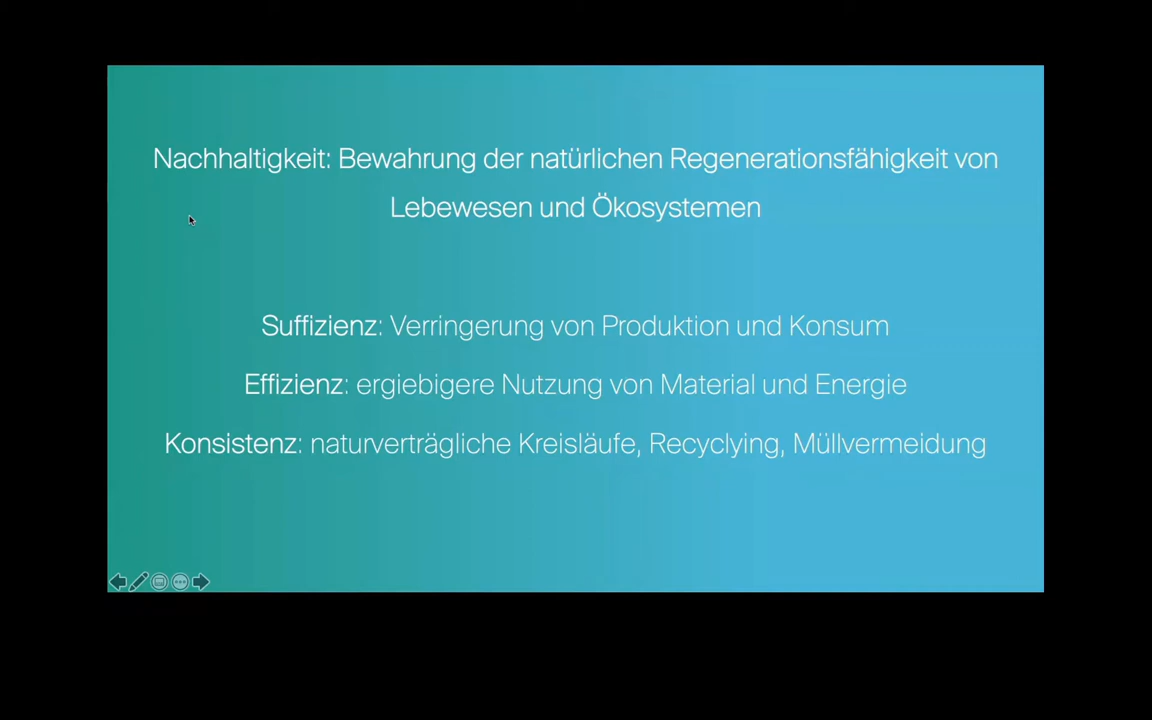 Nachhaltigkeit: Bewahrung der natürlichen Regenerationsfähigkeit von
Lebewesen und Ökosystemen
Suffizienz: Verringerung von Produktion und Konsum
Effizienz: ergiebigere Nutzung von Material und Energie
Konsistenz: naturverträgliche Kreisläufe, Recyclying, Müllvermeidung